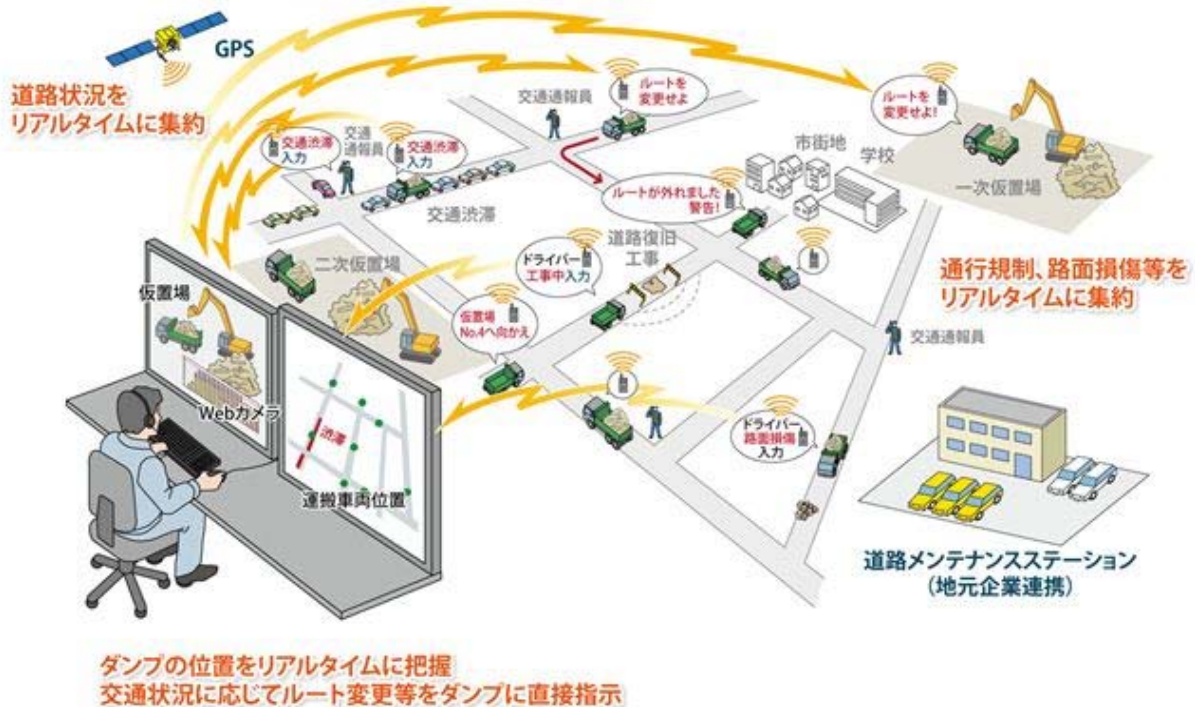 GPS
道路状況を
リアルタイムに集約
交通渋滞
入力
交通
通報員
交通渋滞
入力
交通通報員
ルートを
変更せよ
ルートを
変更せよ!
市街地
学校
一次仮置場
ルートが外れました
警告!
交通渋滞
道路復旧
工事
ドライバー
工事中入力
二次仮置場
仮置場
No.4へ向かえ
通行規制、路面損傷等を
リアルタイムに集約
交通通報員
仮置場
Webカメラ
渋滞
運搬車両位置
ドライバー
路面損傷
入力
道路メンテナンスステーション
(地元企業連携)
ダンプの位置をリアルタイムに把握
交通状況に応じてルート変更等をダンプに直接指示